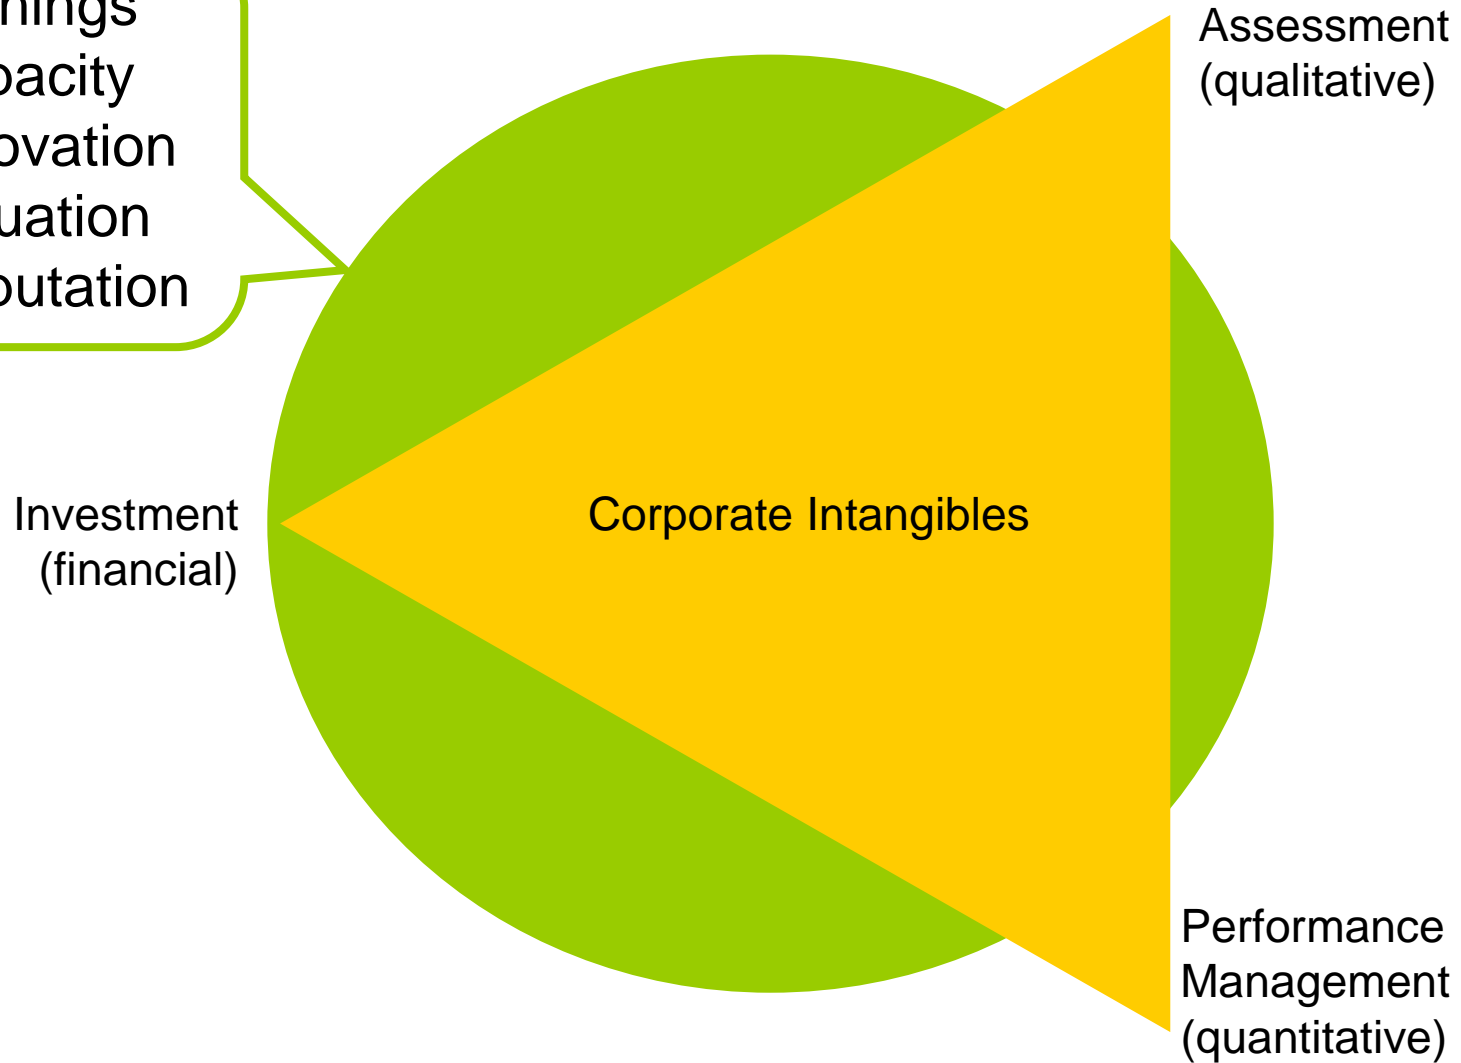 nings
pacity
ovation
uation
putation
Assessment
(qualitative)
Investment
(financial)
Corporate Intangibles
Performance
Management
(quantitative)